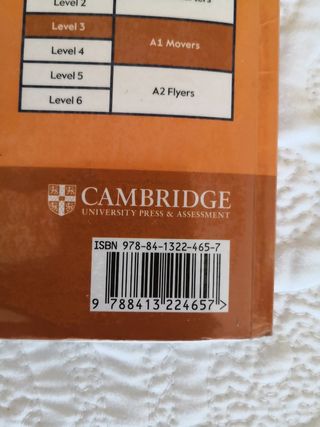 Level 2
Level 3
A1 Movers
Level 4
Level 5
A2 Flyers
Level 6
CAMBRIDGE
UNIVERSITY PRESS & ASSESSMENT
ISBN 978-84-1322-465-7
9 788413 224657 >